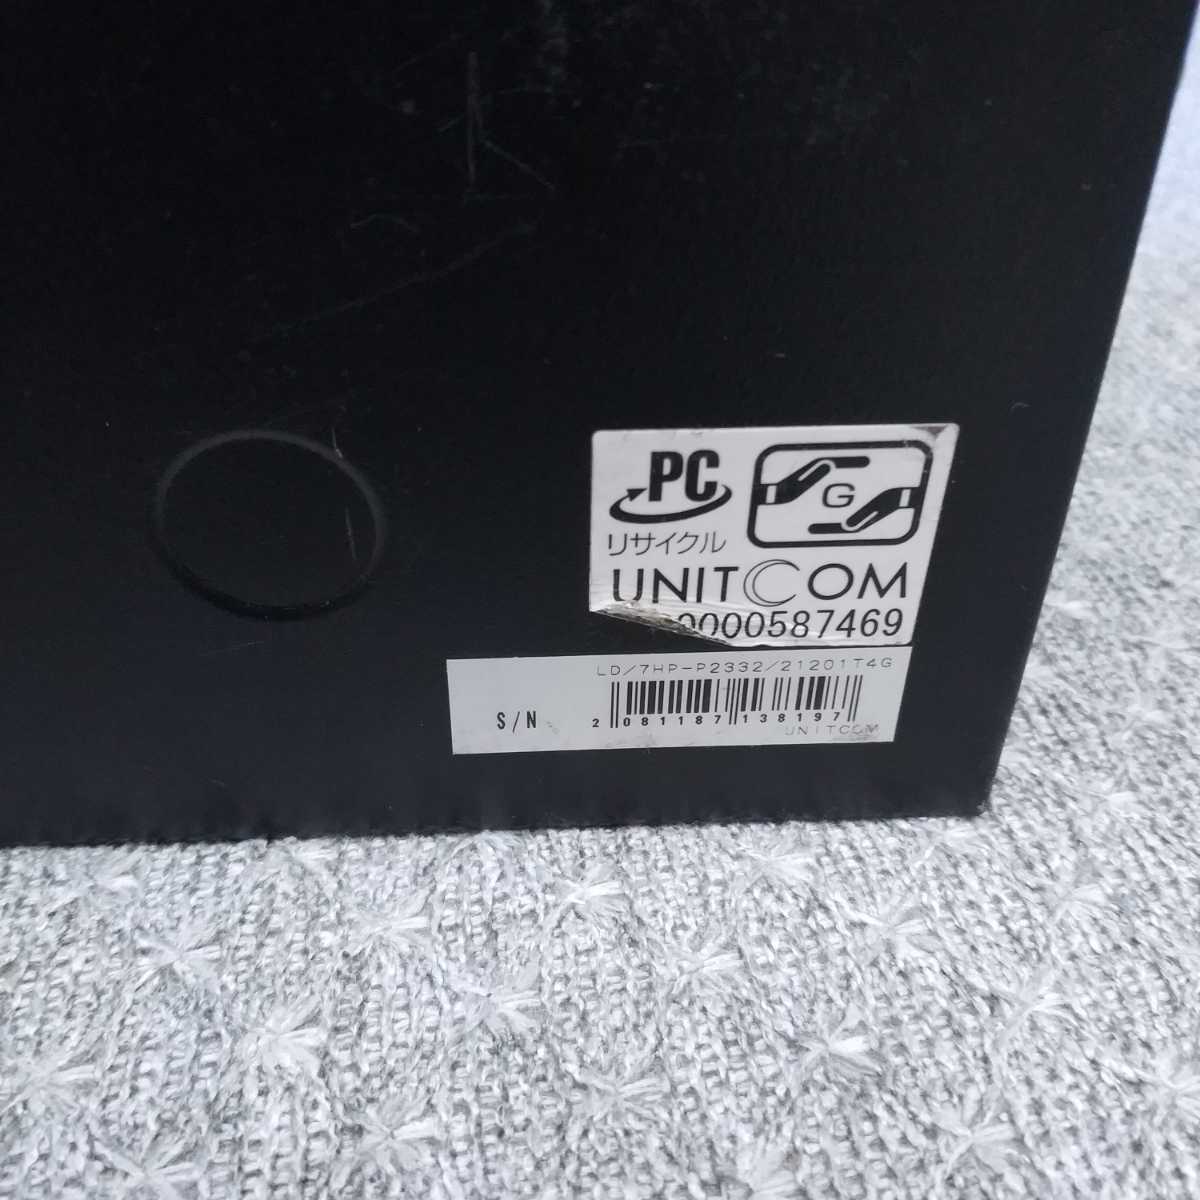 PC
G
リサイクル
UNITCOM
0000587469
LD/7HP-P2332/21201T4G
S/N
2081187138197
UNITCOM